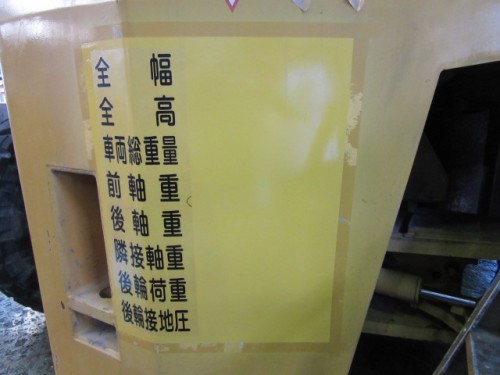 全幅
全高
車両総重量
前軸重
後軸重
隣接軸重
後輪荷重
後輪接地圧